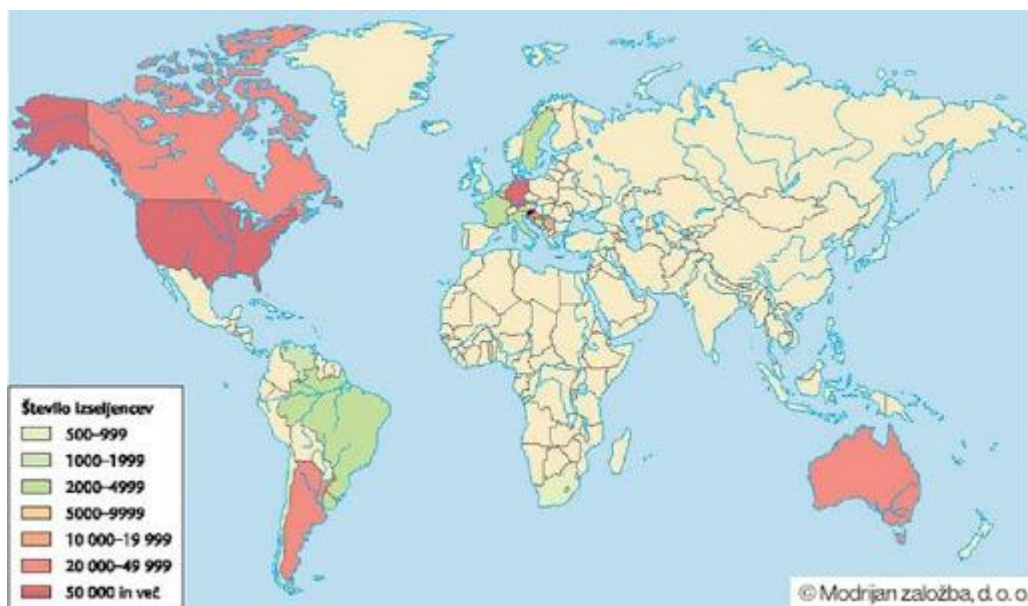 Število izseljencev
500–999
1000–1999
2000–4999
5000–9999
10 000–19 999
20 000–49 999
50 000 in več
© Modrijan založba, d. o. o